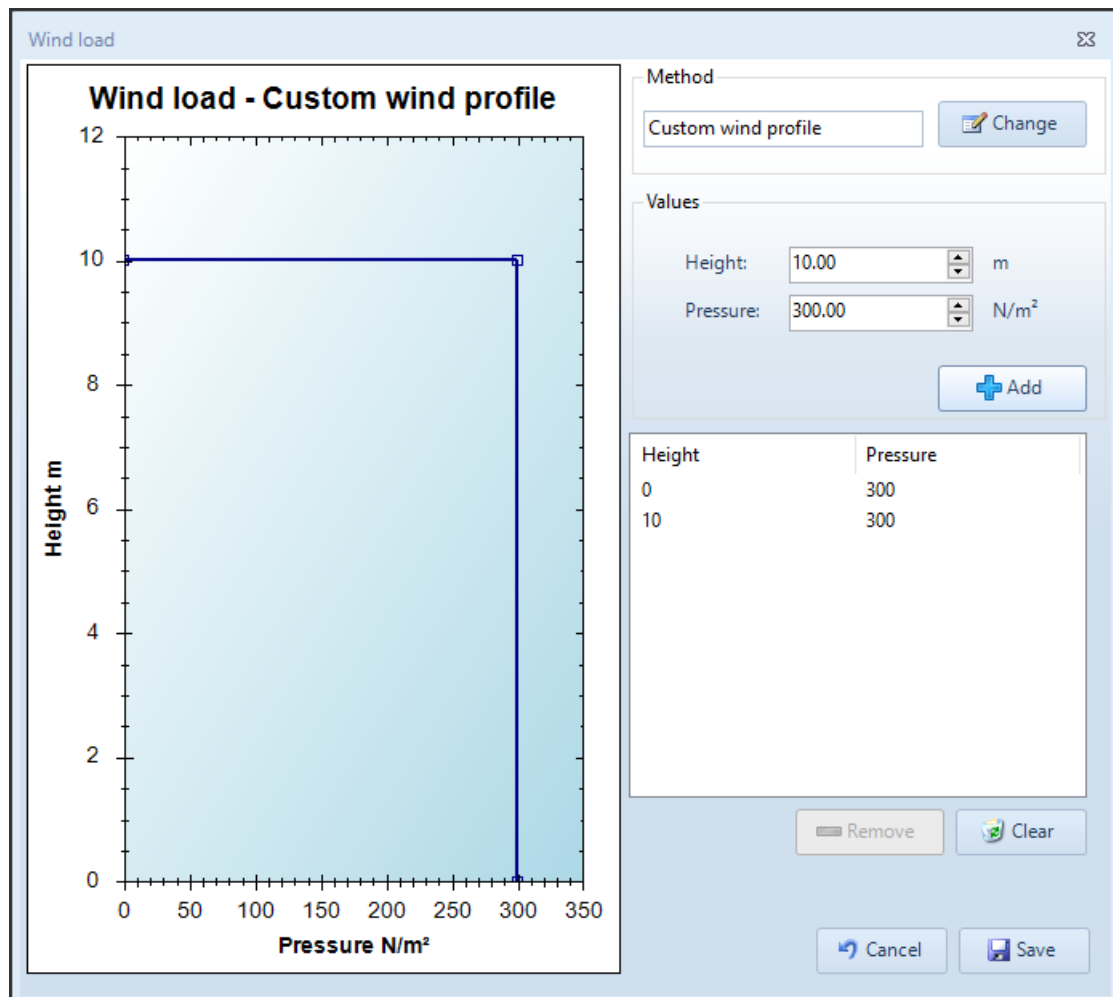 Wind load
Wind load - Custom wind profile
12
10
8
6
4
2
0
Height m
0 50 100 150 200 250 300 350
Pressure N/m²
Method
Custom wind profile
Change
Values
Height: 10.00 m
Pressure: 300.00 N/m²
Add
Height Pressure
0 300
10 300
Remove
Clear
Cancel
Save